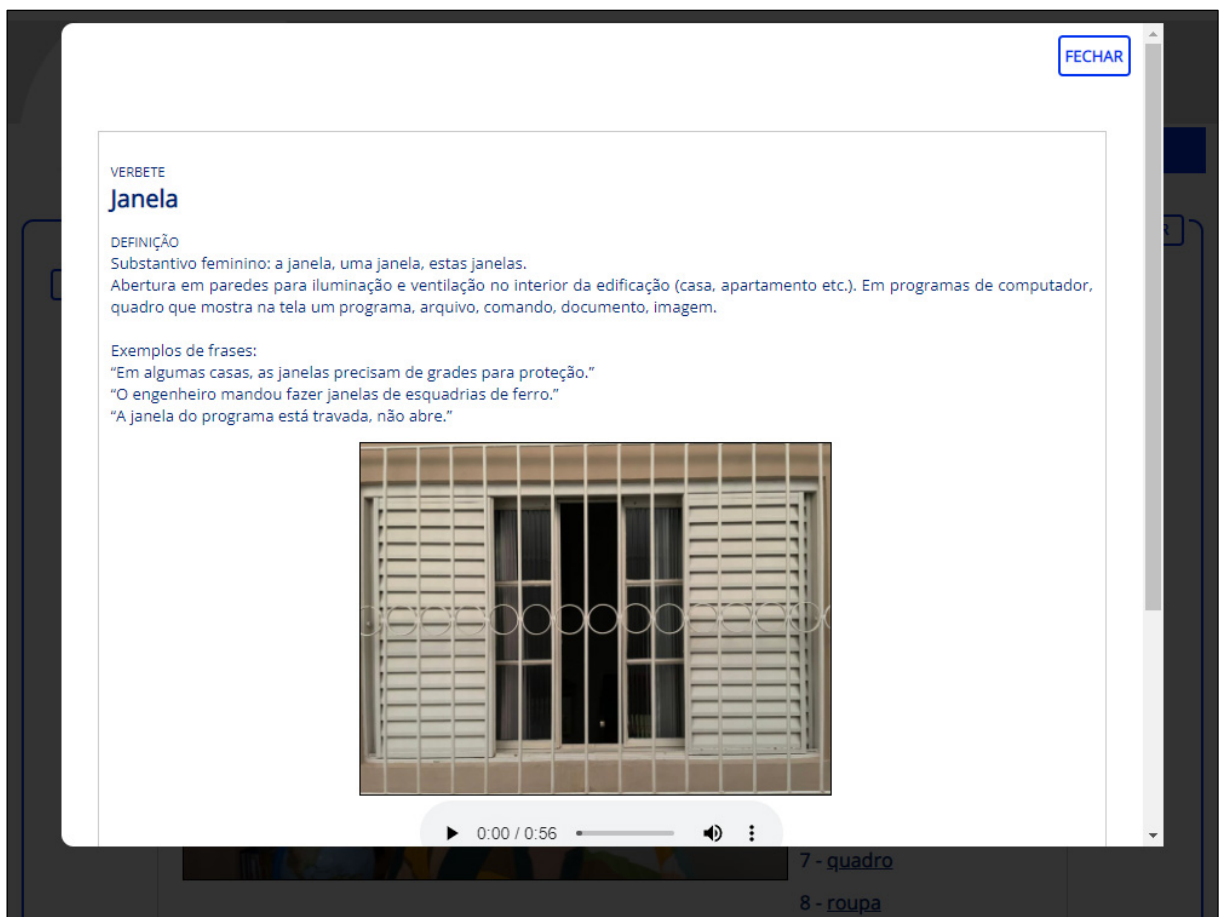 FECHAR
VERBETE
Janela
DEFINIÇÃO
Substantivo feminino: a janela, uma janela, estas janelas.
Abertura em paredes para iluminação e ventilação no interior da edificação (casa, apartamento etc.). Em programas de computador,
quadro que mostra na tela um programa, arquivo, comando, documento, imagem.
Exemplos de frases:
“Em algumas casas, as janelas precisam de grades para proteção.”
“O engenheiro mandou fazer janelas de esquadrias de ferro.”
“A janela do programa está travada, não abre.”
0:00 / 0:56
7 - quadro
8 - roupa